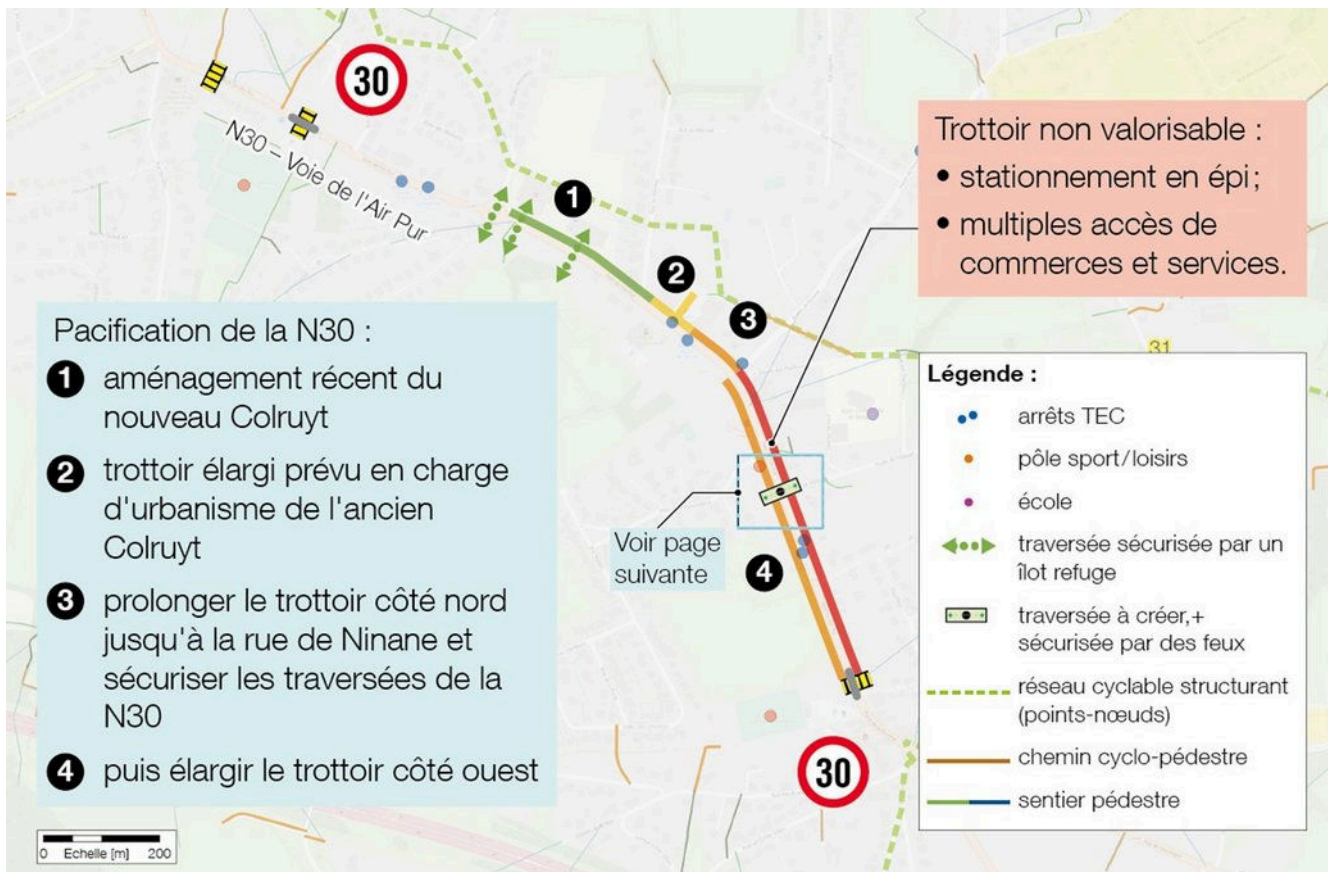 30
N30 – Voie de l'Air Pur
1
2
3
4
Trottoir non valorisable :
• stationnement en épi ;
• multiples accès de
commerces et services.
Pacification de la N30 :
1 aménagement récent du
nouveau Colruyt
2 trottoir élargi prévu en charge
d'urbanisme de l'ancien
Colruyt
3 prolonger le trottoir côté nord
jusqu'à la rue de Ninane et
sécuriser les traversées de la
N30
4 puis élargir le trottoir côté ouest
Voir page
suivante
31
Légende :
arrêts TEC
pôle sport/loisirs
école
traversée sécurisée par un
îlot refuge
traversée à créer,+
sécurisée par des feux
réseau cyclable structurant
(points-nœuds)
chemin cyclo-pédestre
sentier pédestre
30
0 Echelle [m] 200